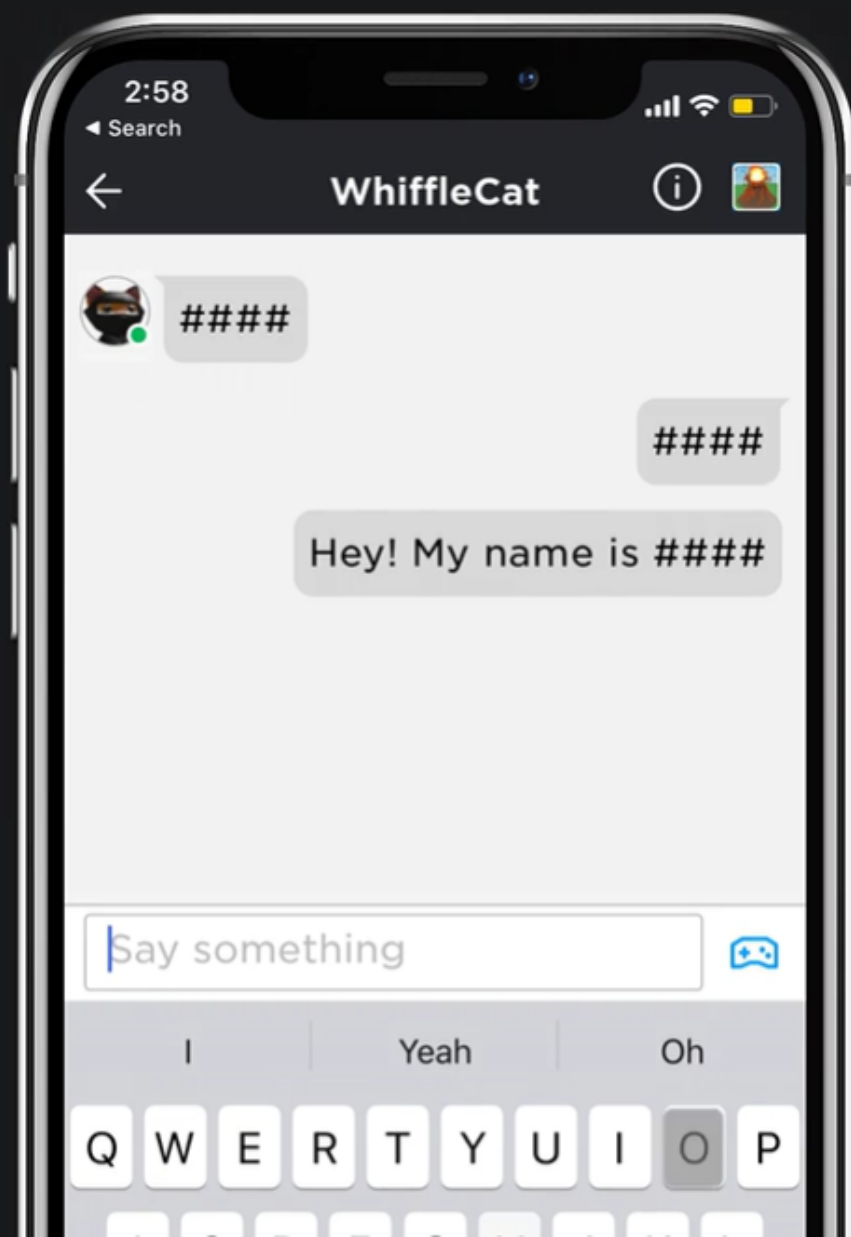 2:58
Search
WhiffleCat
####
####
Hey! My name is ####
Say something
I Yeah Oh
Q W E R T Y U I O P